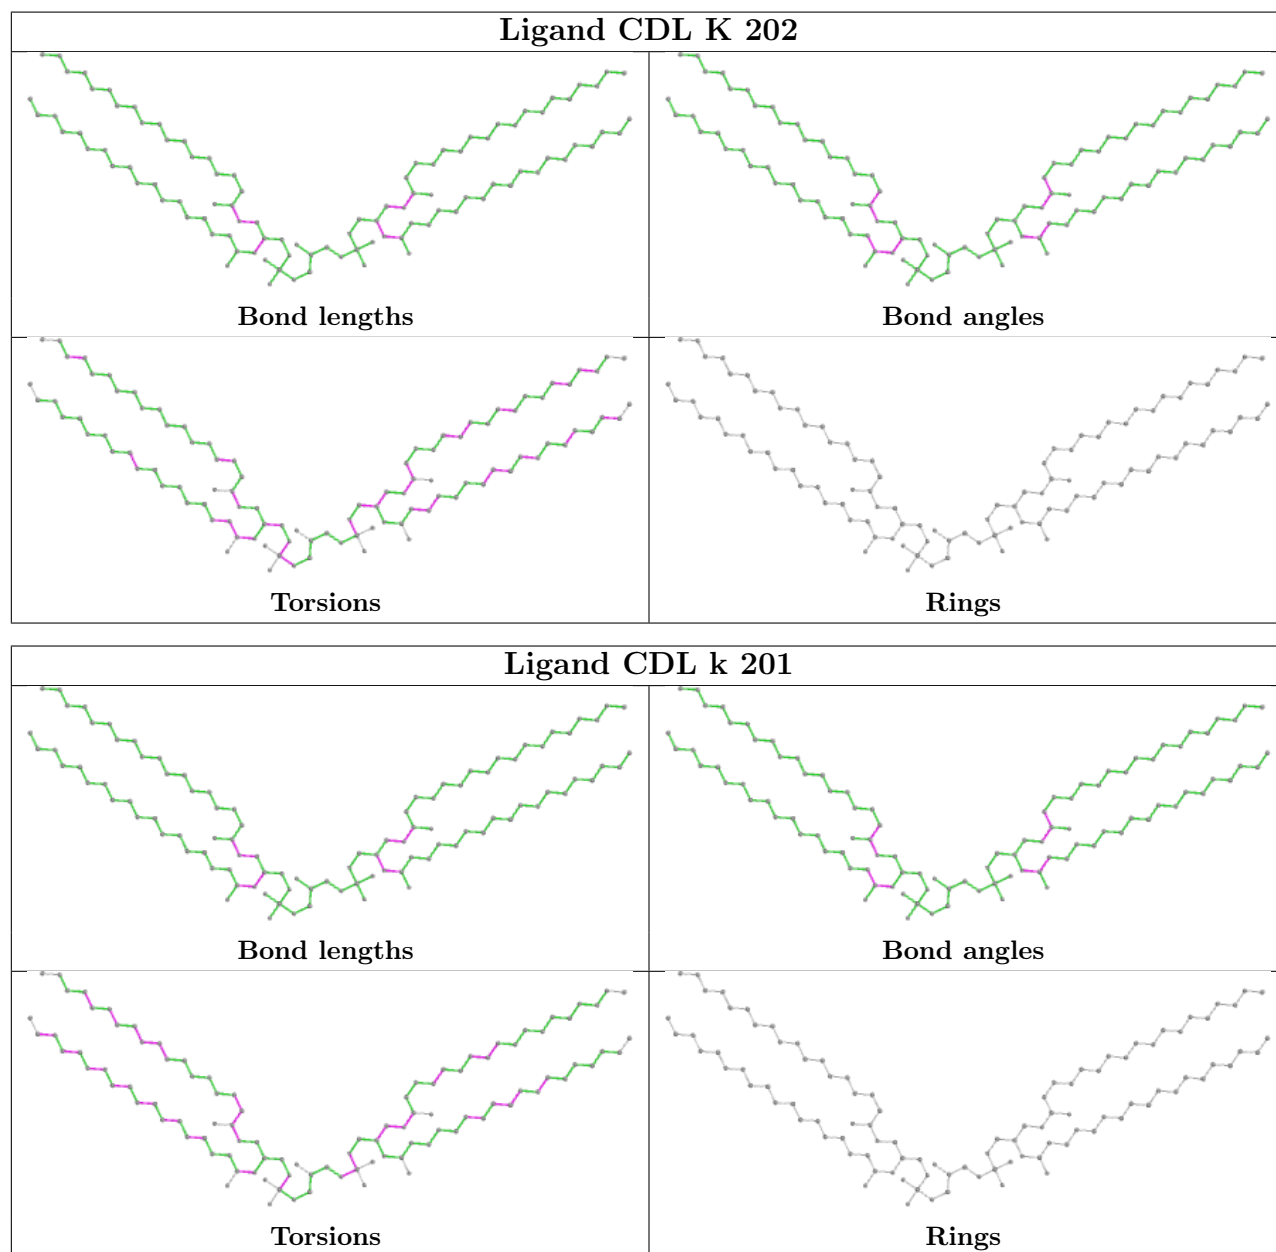 Ligand CDL K 202
Bond lengths
Bond angles
Torsions
Rings
Ligand CDL k 201
Bond lengths
Bond angles
Torsions
Rings